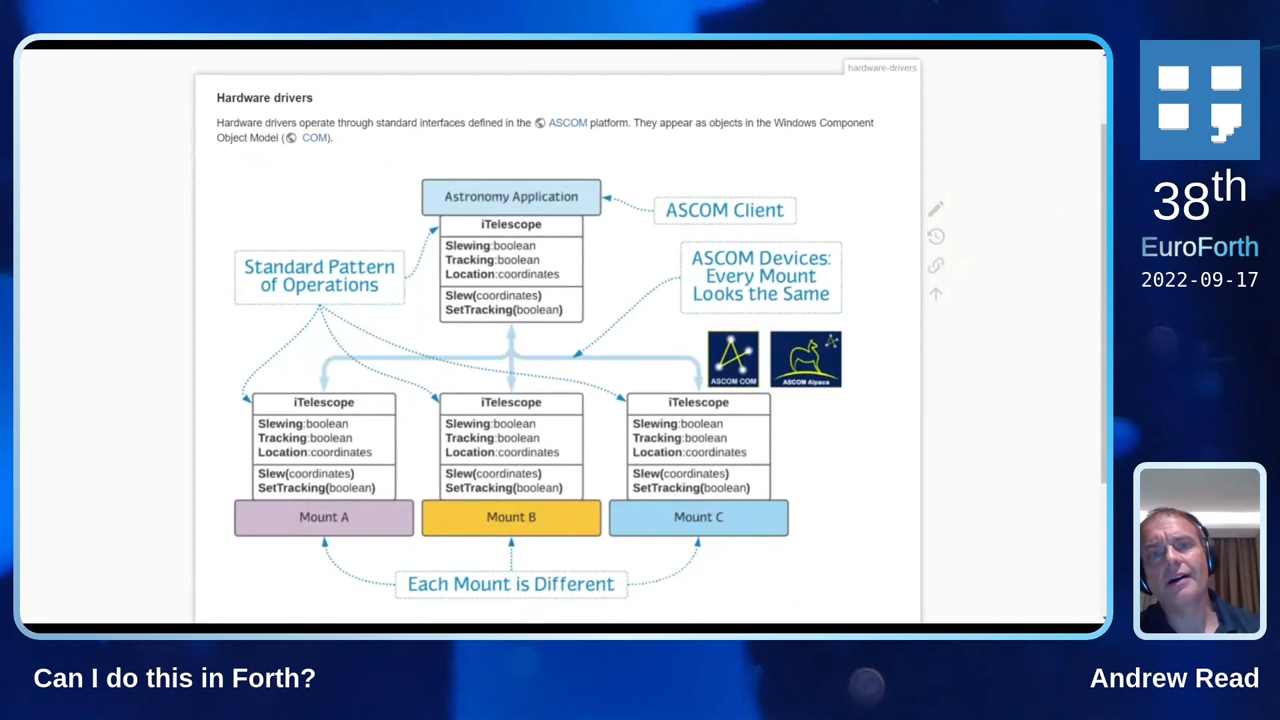 hardware-drivers
Hardware drivers
Hardware drivers operate through standard interfaces defined in the ASCOM platform. They appear as objects in the Windows Component
Object Model ( COM).
Astronomy Application
ASCOM Client
iTelescope
Slewing:boolean
Tracking:boolean
Location:coordinates
Slew(coordinates)
SetTracking(boolean)
Standard Pattern
of Operations
ASCOM Devices:
Every Mount
Looks the Same
ASCOM COM
ASCOM Alpaca
iTelescope
Slewing:boolean
Tracking:boolean
Location:coordinates
Slew(coordinates)
SetTracking(boolean)
Mount A
iTelescope
Slewing:boolean
Tracking:boolean
Location:coordinates
Slew(coordinates)
SetTracking(boolean)
Mount B
iTelescope
Slewing:boolean
Tracking:boolean
Location:coordinates
Slew(coordinates)
SetTracking(boolean)
Mount C
Each Mount is Different
38th
EuroForth
2022-09-17
Can I do this in Forth?
Andrew Read